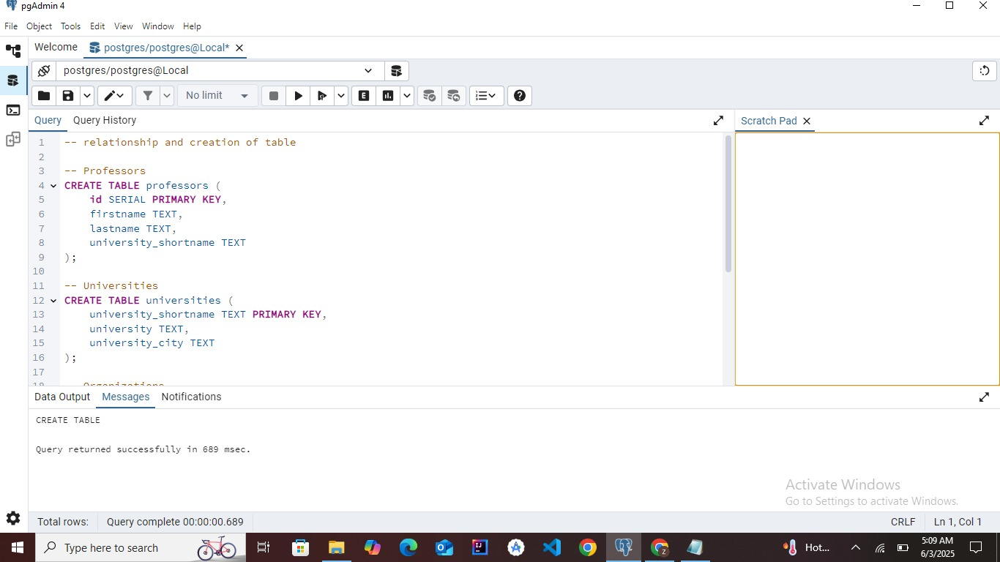 pgAdmin 4
File Object Tools Edit View Window Help
Welcome postgres/postgres@Local*
postgres/postgres@Local
No limit
E
Query Query History
Scratch Pad
1 -- relationship and creation of table
2
3 -- Professors
4 CREATE TABLE professors (
5 id SERIAL PRIMARY KEY,
6 firstname TEXT,
7 lastname TEXT,
8 university_shortname TEXT
9 );
10
11 -- Universities
12 CREATE TABLE universities (
13 university_shortname TEXT PRIMARY KEY,
14 university TEXT,
15 university_city TEXT
16 );
17
18 -- Organizations
Data Output Messages Notifications
CREATE TABLE
Query returned successfully in 689 msec.
Activate Windows
Go to Settings to activate Windows.
Total rows: Query complete 00:00:00.689
CRLF Ln 1, Col 1
Type here to search
Hot...
5:09 AM
6/3/2025